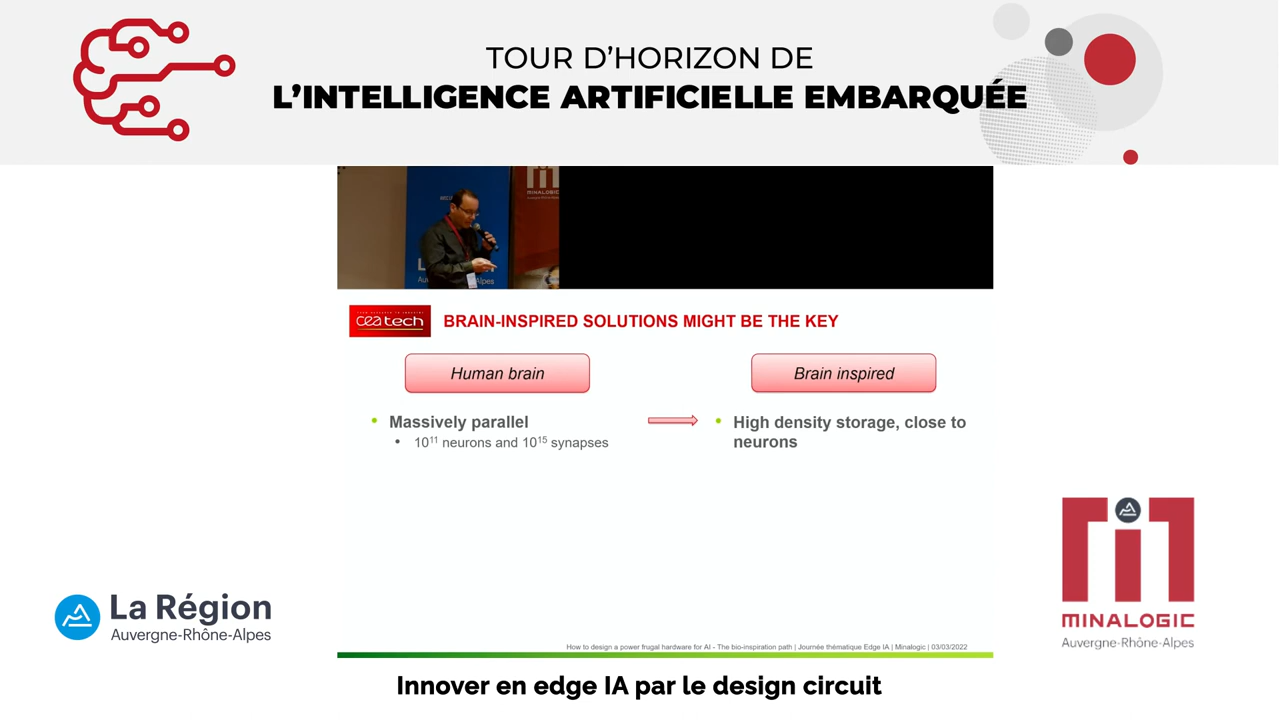 TOUR D’HORIZON DE
L’INTELLIGENCE ARTIFICIELLE EMBARQUÉE
MINALOGIC
ceatech
BRAIN-INSPIRED SOLUTIONS MIGHT BE THE KEY
Human brain
Brain inspired
• Massively parallel
• 10¹¹ neurons and 10¹⁵ synapses
• High density storage, close to
neurons
La Région
Auvergne-Rhône-Alpes
MINALOGIC
Auvergne-Rhône-Alpes
How to design a power frugal hardware for AI - The bio-inspiration path | Journée thématique Edge IA | Minalogic | 03/03/2022
Innover en edge IA par le design circuit